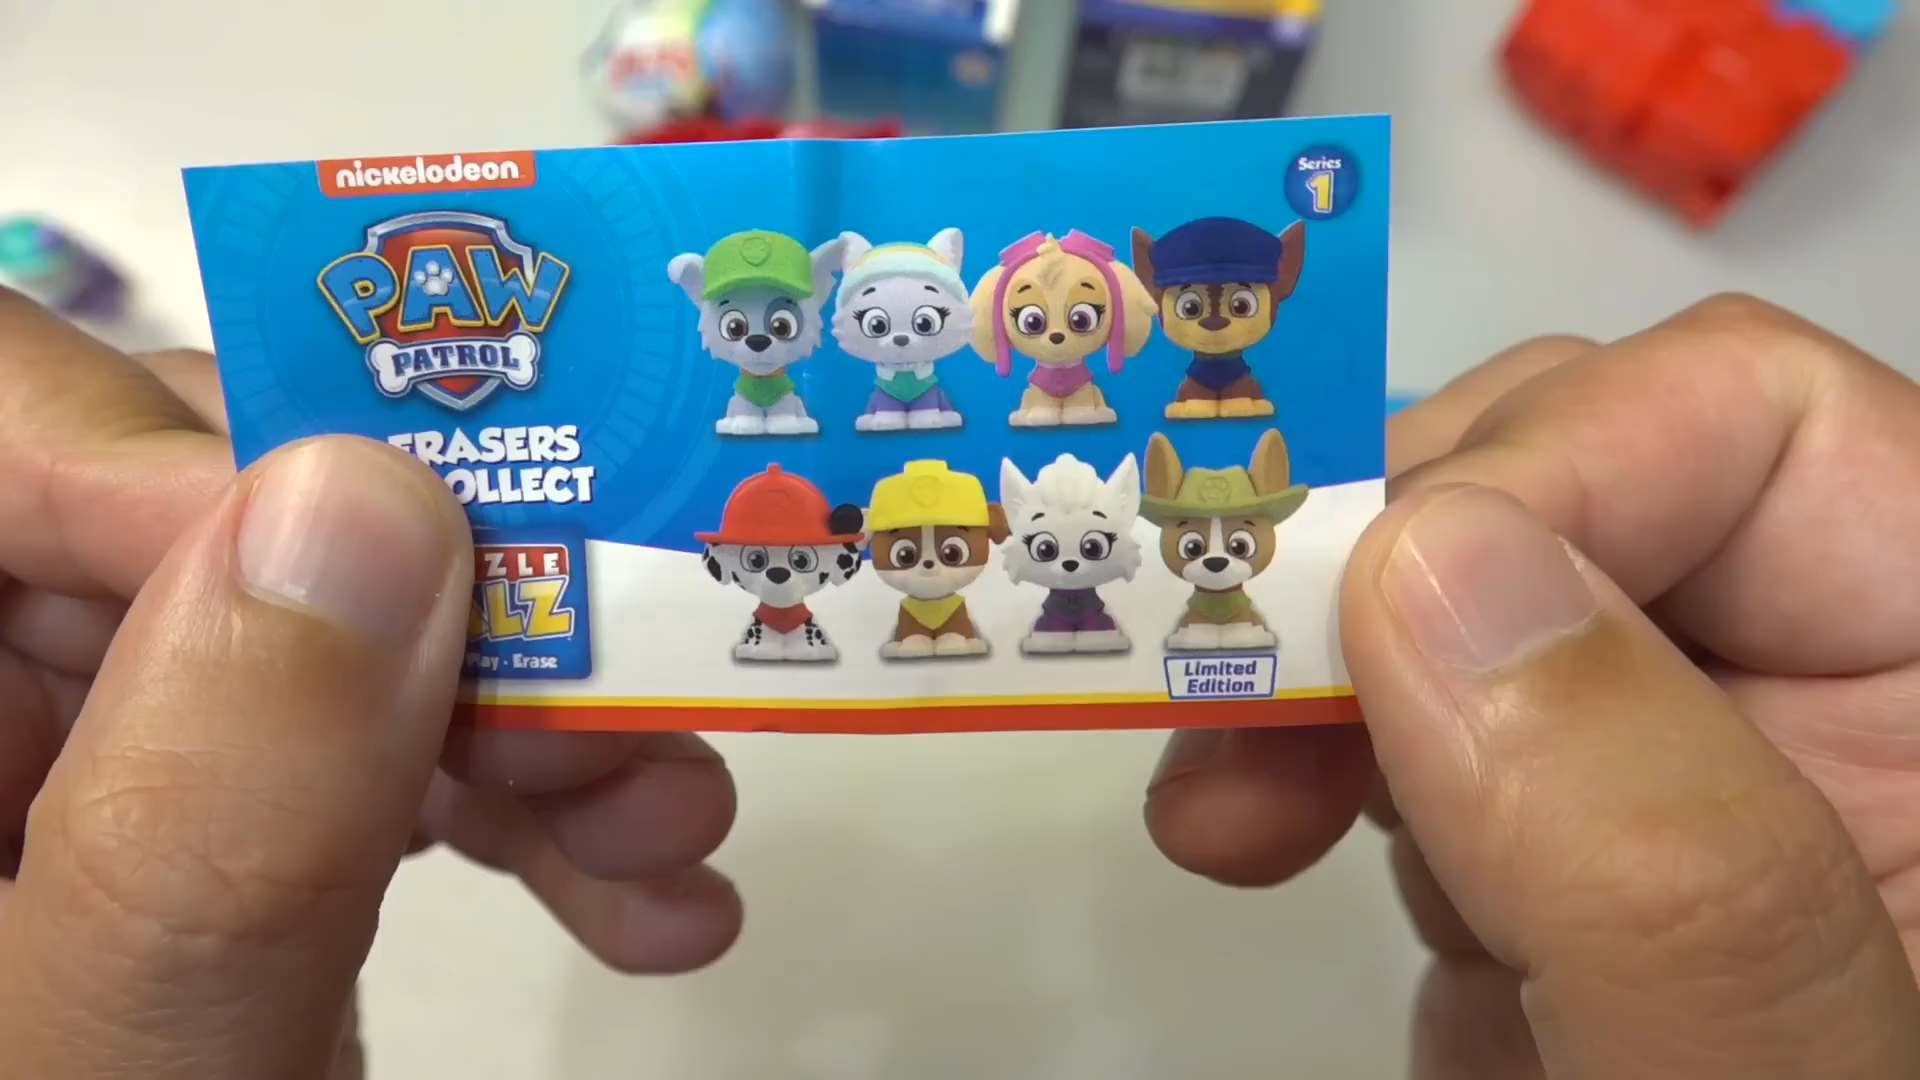 nickelodeon
Series
1
PAW
PATROL
ERASERS
OLLECT
ZLE
LZ
Play - Erase
Limited
Edition